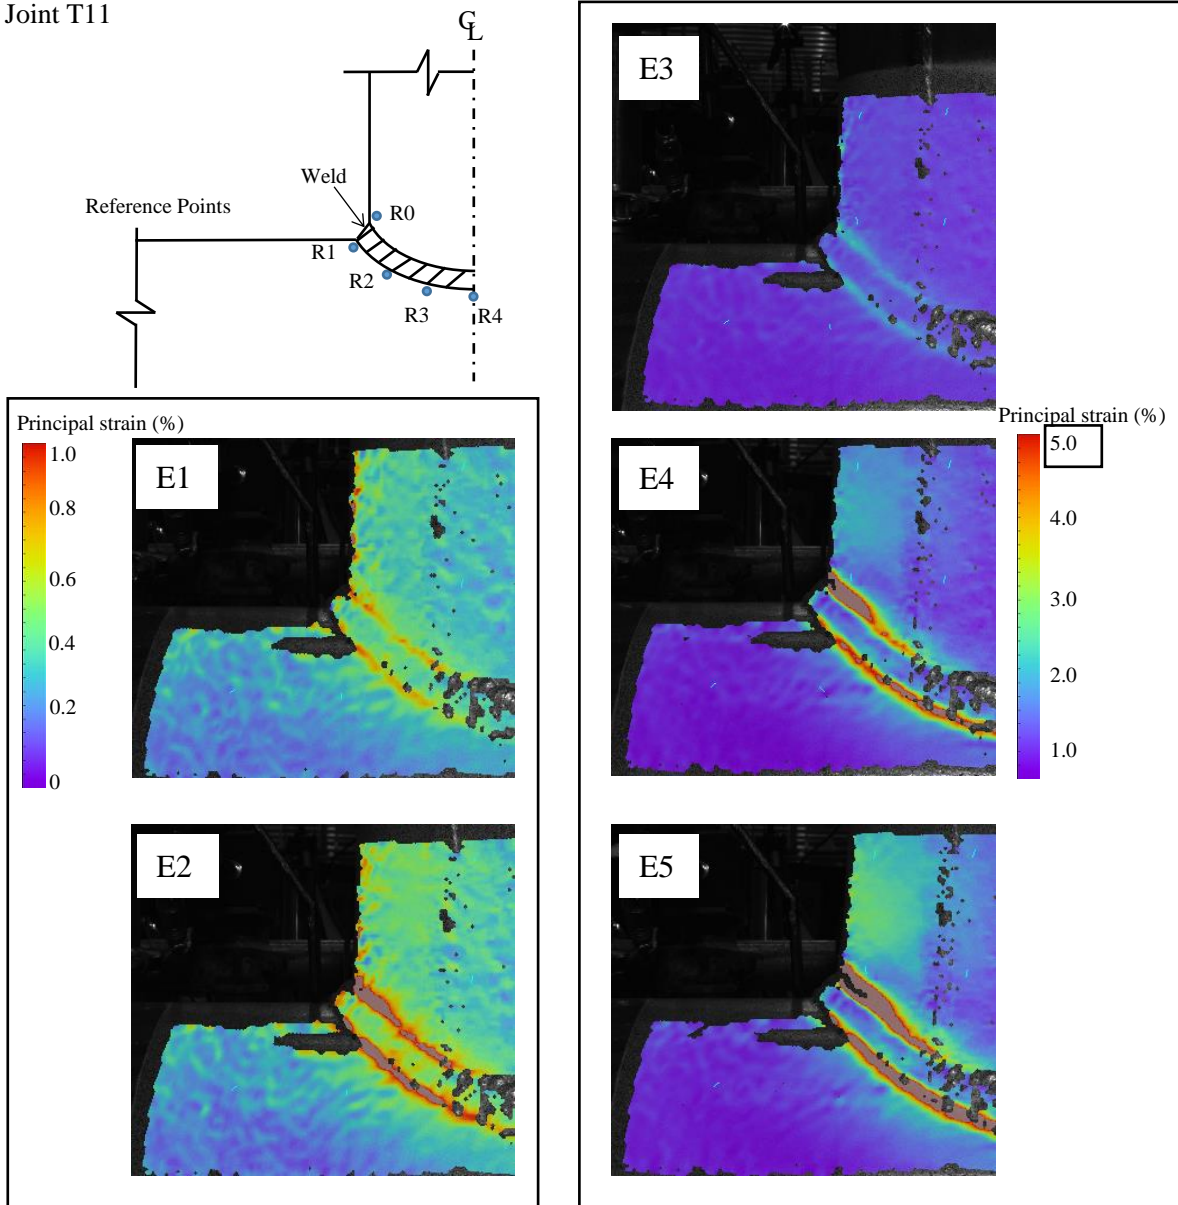 Joint T11
℄
Weld
R0
Reference Points
R1
R2
R3
R4
E3
Principal strain (%)
1.0
0.8
0.6
0.4
0.2
0
E1
E4
Principal strain (%)
5.0
4.0
3.0
2.0
1.0
E2
E5